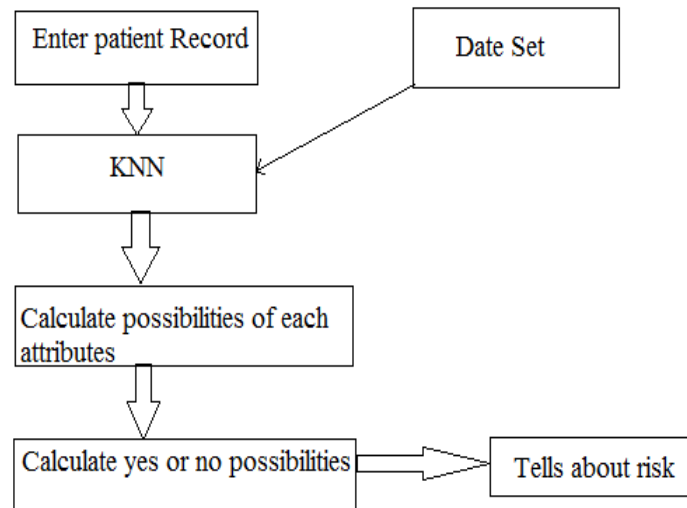 Enter patient Record
Date Set
KNN
Calculate possibilities of each
attributes
Calculate yes or no possibilities
Tells about risk